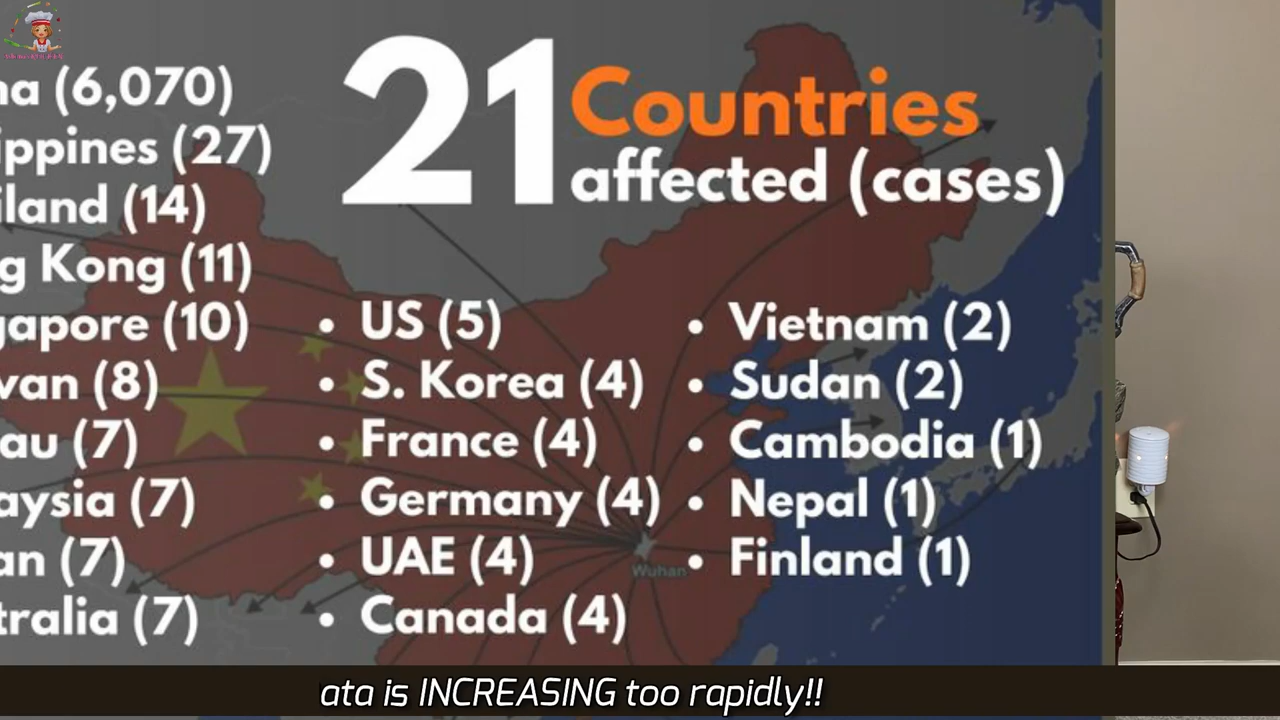 21 Countries
affected (cases)
na (6,070)
ippines (27)
iland (14)
g Kong (11)
gapore (10)
van (8)
au (7)
aysia (7)
an (7)
tralia (7)
• US (5)
• S. Korea (4)
• France (4)
• Germany (4)
• UAE (4)
• Canada (4)
• Vietnam (2)
• Sudan (2)
• Cambodia (1)
• Nepal (1)
• Finland (1)
Wuhan
ata is INCREASING too rapidly!!